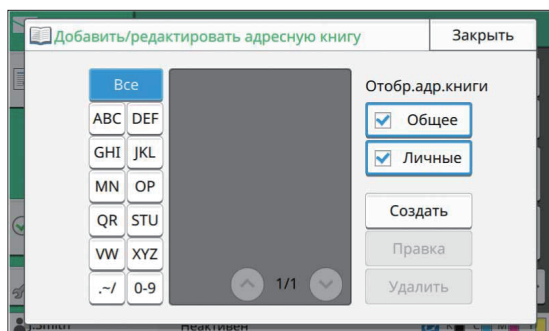 Добавить/редактировать адресную книгу
Закрыть
Все
Отобр.адр.книги
ABC DEF
Общее
GHI JKL
Личные
MN OP
QR STU
Создать
VW XYZ
Правка
.~/ 0-9
1/1
Удалить
J.Smith
Неактивен
K C M Y